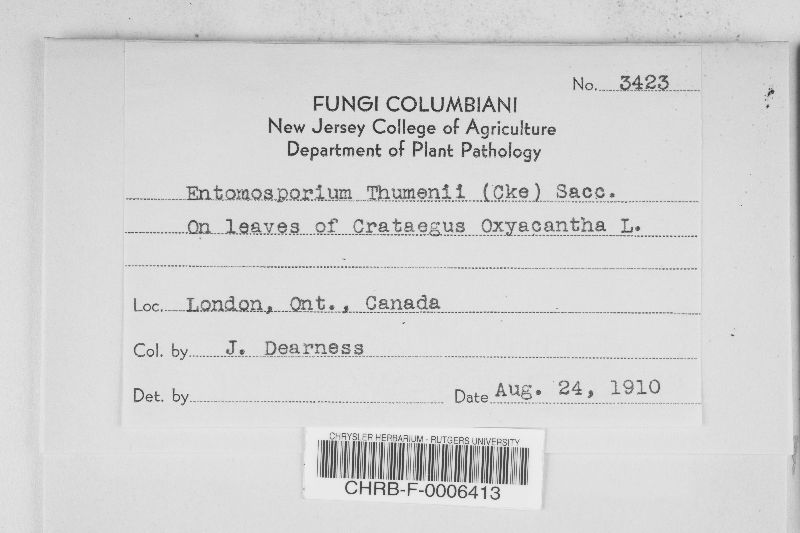 No. 3423
FUNGI COLUMBIANI
New Jersey College of Agriculture
Department of Plant Pathology
Entomosporium Thumenii (Cke) Sacc.
On leaves of Crataegus Oxyacantha L.
Loc. London, Ont., Canada
Col. by J. Dearness
Det. by Date Aug. 24, 1910
CHRYSLER HERBARIUM - RUTGERS UNIVERSITY
CHRB-F-0006413